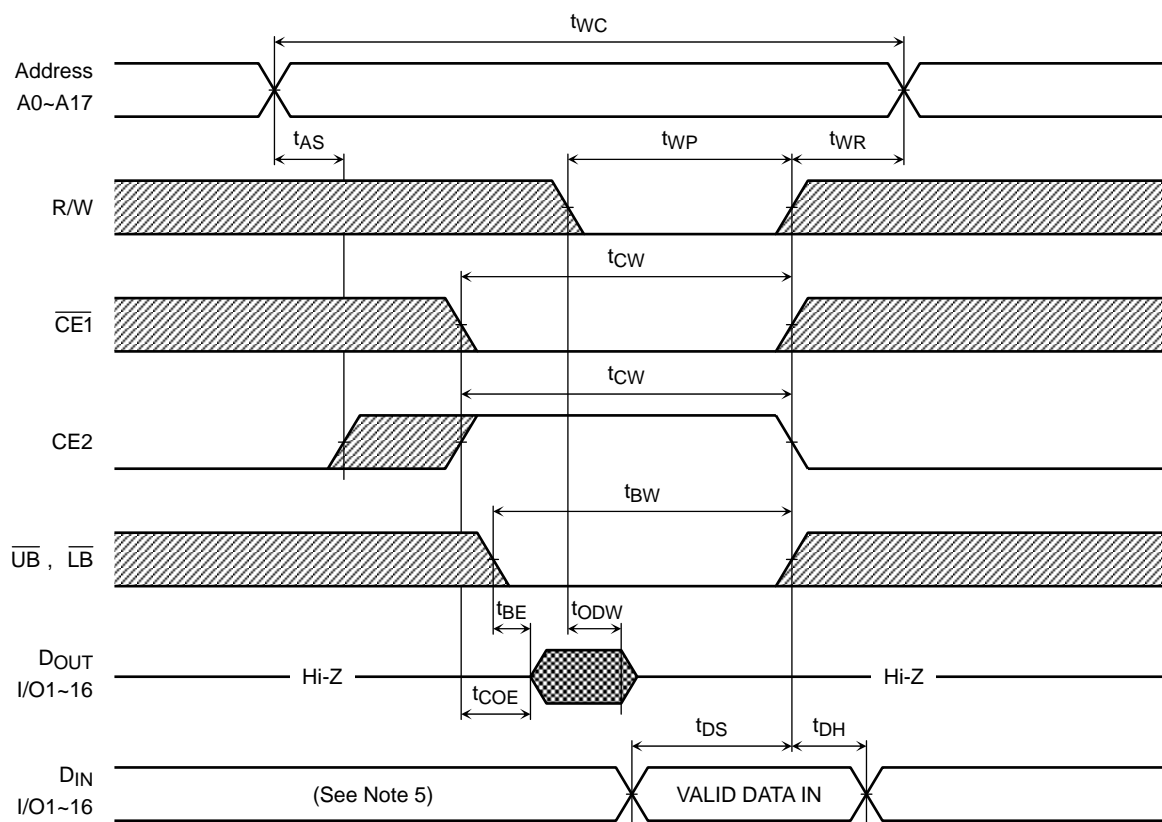 tWC
Address
A0~A17
tAS
tWP
tWR
R/W
tCW
CE1
tCW
CE2
tBW
UB , LB
tBE
tODW
DOUT
I/O1~16
Hi-Z
Hi-Z
tCOE
tDS
tDH
DIN
I/O1~16
(See Note 5)
VALID DATA IN